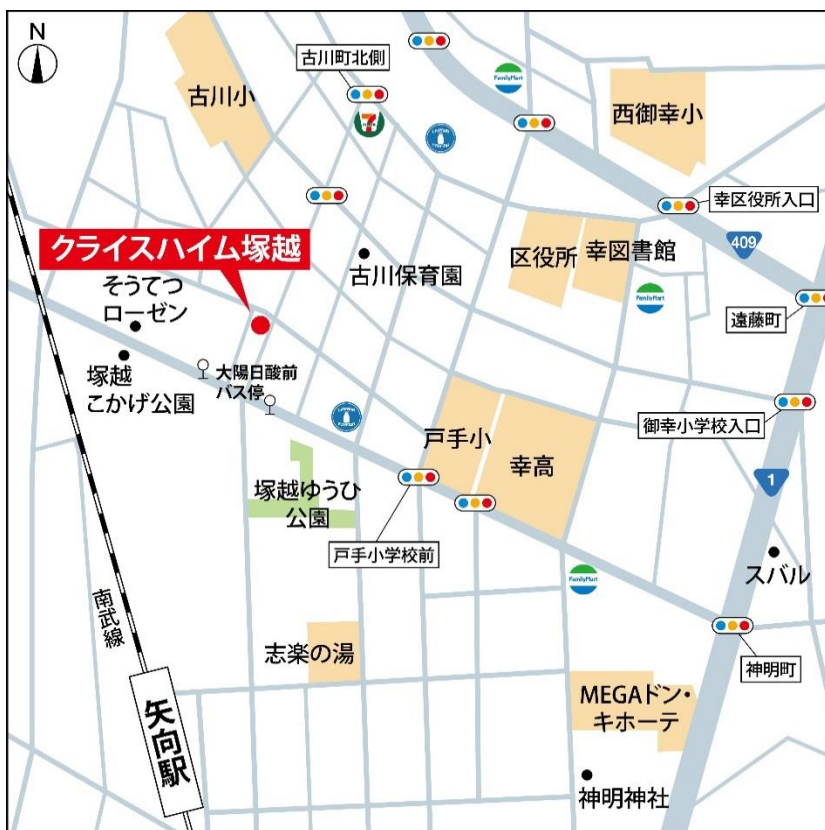 N
古川町北側
古川小
FamilyMart
西御幸小
7
幸区役所入口
クライスハイム塚越
409
区役所
幸図書館
古川保育園
そうてつ
ローゼン
FamilyMart
遠藤町
塚越
こかげ公園
大陽日酸前
バス停
御幸小学校入口
戸手小
幸高
1
塚越ゆうひ
公園
戸手小学校前
スバル
FamilyMart
南武線
志楽の湯
神明町
矢向駅
MEGAドン・
キホーテ
神明神社